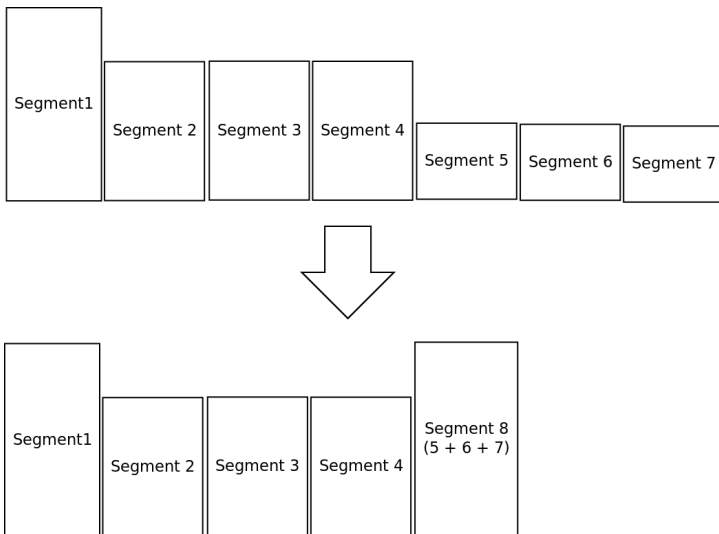 Segment1
Segment 2
Segment 3
Segment 4
Segment 5
Segment 6
Segment 7
Segment1
Segment 2
Segment 3
Segment 4
Segment 8
(5 + 6 + 7)